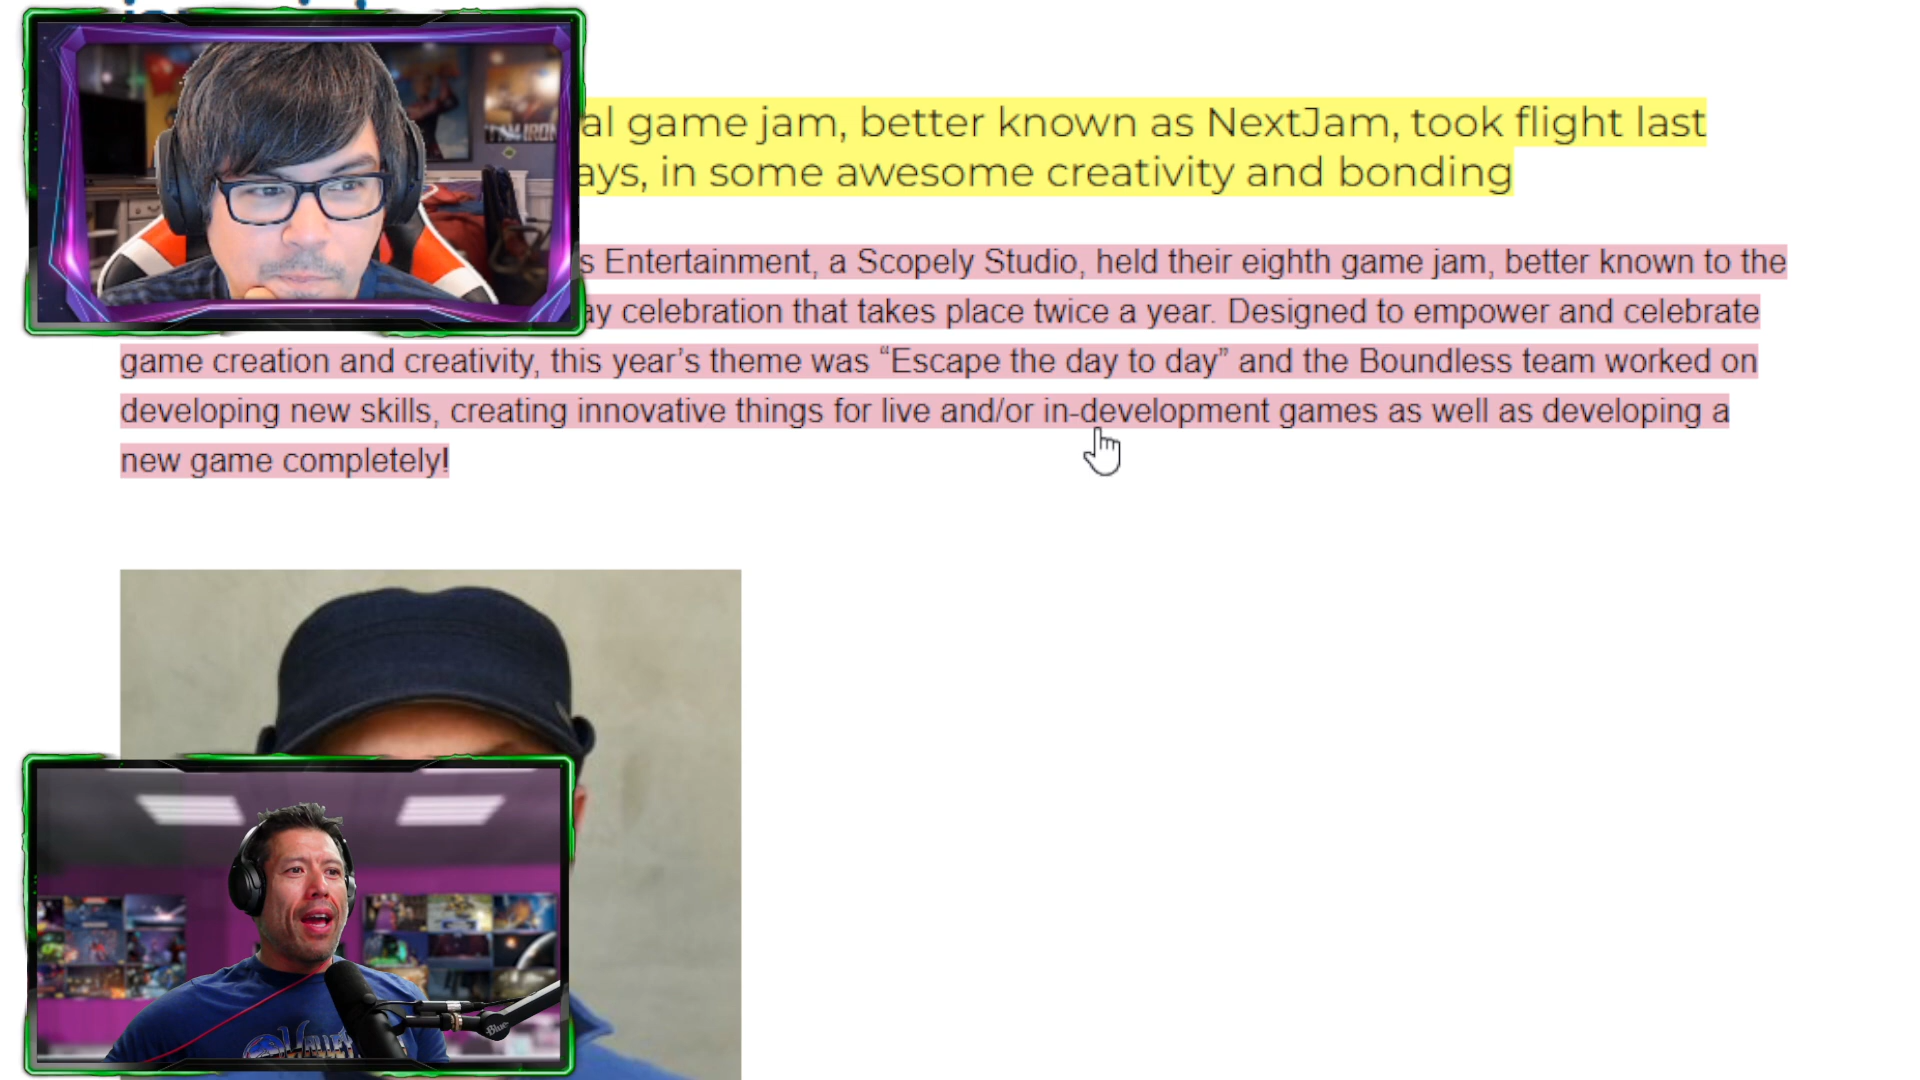 al game jam, better known as NextJam, took flight last
ays, in some awesome creativity and bonding
s Entertainment, a Scopely Studio, held their eighth game jam, better known to the
ay celebration that takes place twice a year. Designed to empower and celebrate
game creation and creativity, this year’s theme was “Escape the day to day” and the Boundless team worked on
developing new skills, creating innovative things for live and/or in-development games as well as developing a
new game completely!
Blue